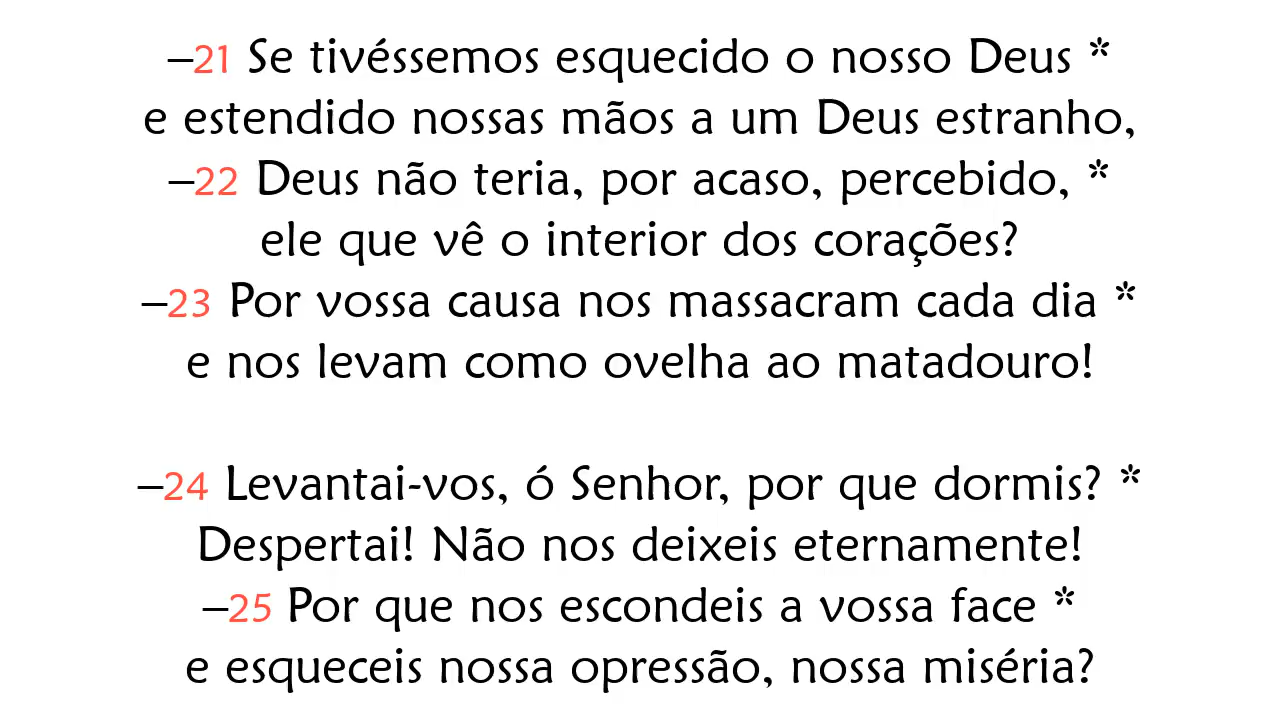 –21 Se tivéssemos esquecido o nosso Deus *
e estendido nossas mãos a um Deus estranho,
–22 Deus não teria, por acaso, percebido, *
ele que vê o interior dos corações?
–23 Por vossa causa nos massacram cada dia *
e nos levam como ovelha ao matadouro!
–24 Levantai-vos, ó Senhor, por que dormis? *
Despertai! Não nos deixeis eternamente!
–25 Por que nos escondeis a vossa face *
e esqueceis nossa opressão, nossa miséria?